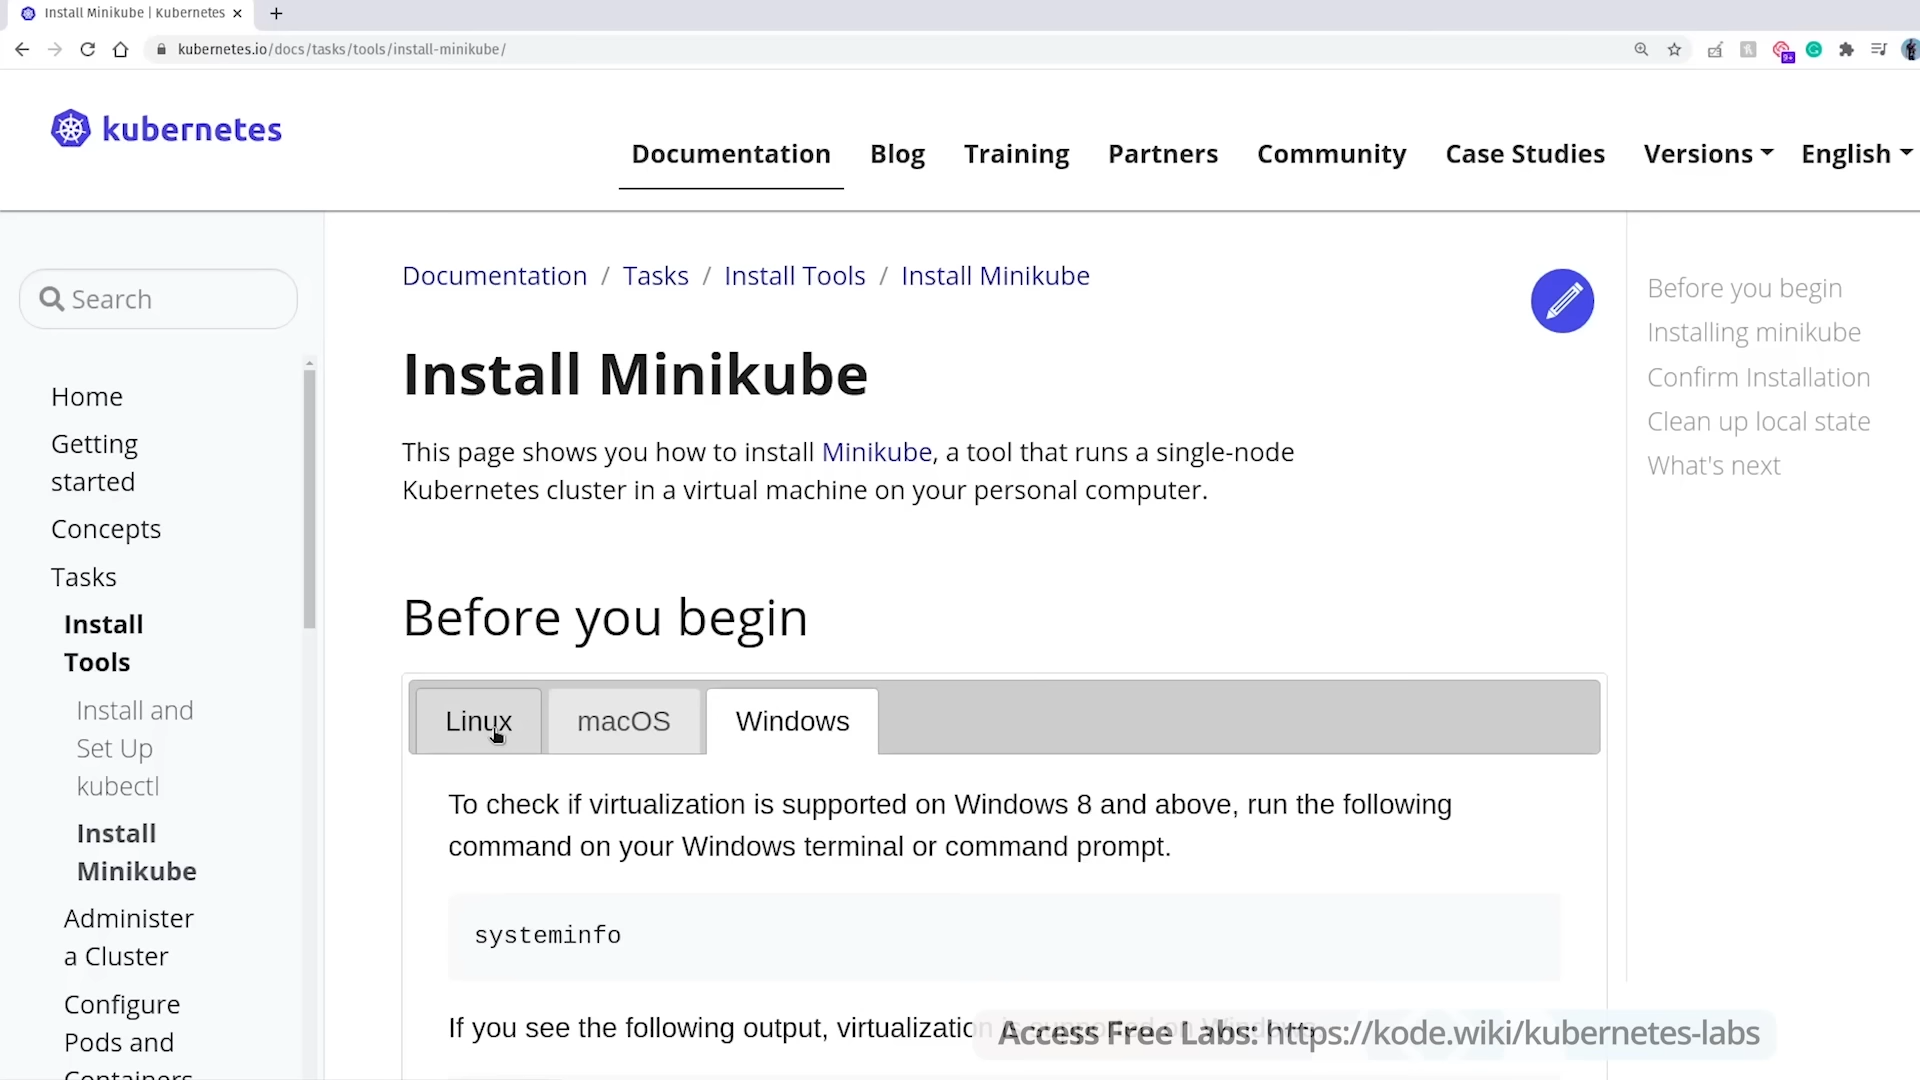 Install Minikube | Kubernetes
kubernetes.io/docs/tasks/tools/install-minikube/
9+
kubernetes
Documentation
Blog
Training
Partners
Community
Case Studies
Versions
English
Search
Home
Getting
started
Concepts
Tasks
Install
Tools
Install and
Set Up
kubectl
Install
Minikube
Administer
a Cluster
Configure
Pods and
Containers
Documentation / Tasks / Install Tools / Install Minikube
Install Minikube
This page shows you how to install Minikube, a tool that runs a single-node
Kubernetes cluster in a virtual machine on your personal computer.
Before you begin
Linux
macOS
Windows
To check if virtualization is supported on Windows 8 and above, run the following
command on your Windows terminal or command prompt.
systeminfo
If you see the following output, virtualization
Access Free Labs: https://kode.wiki/kubernetes-labs
Before you begin
Installing minikube
Confirm Installation
Clean up local state
What's next